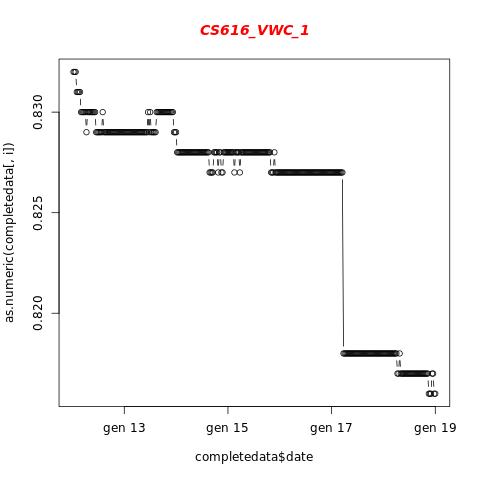 CS616_VWC_1
as.numeric(completedata[, i])
0.830
0.825
0.820
gen 13
gen 15
gen 17
gen 19
completedata$date